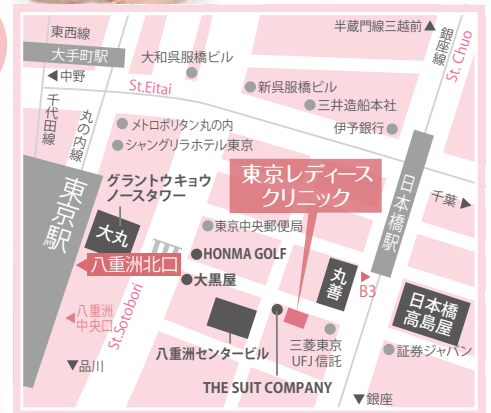 東西線
大手町駅
◀中野
千代田線
丸の内線
大和呉服橋ビル
St.Eitai
半蔵門線三越前▲
銀座線
St. Chuo
新呉服橋ビル
三井造船本社
伊予銀行
メトロポリタン丸の内
シャングリラホテル東京
グラントウキョウ
ノースタワー
東京レディース
クリニック
日本橋駅
千葉▶
東京駅
大丸
東京中央郵便局
HONMA GOLF
八重洲北口
大黒屋
丸善
B3
日本橋
高島屋
八重洲
中央口
St.Sotobori
八重洲センタービル
三菱東京
UFJ信託
証券ジャパン
▼品川
THE SUIT COMPANY
▼銀座